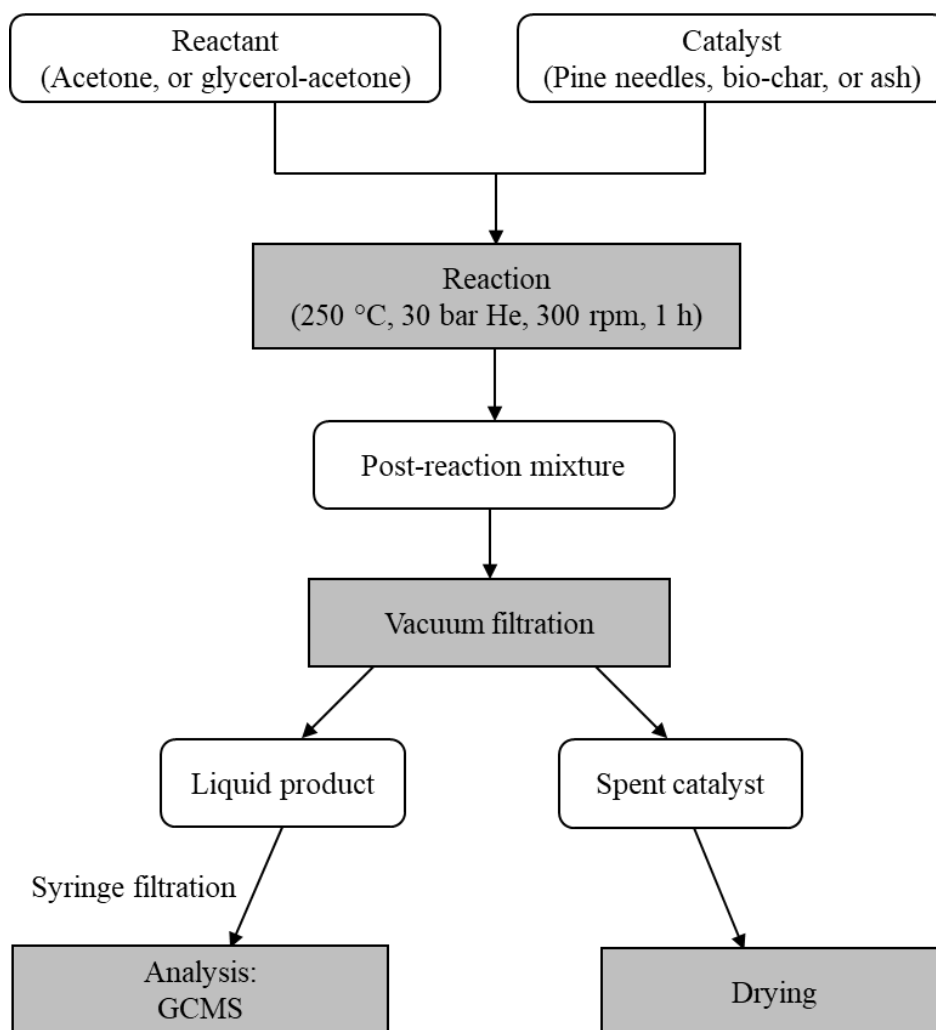 Reactant
(Acetone, or glycerol-acetone)
Catalyst
(Pine needles, bio-char, or ash)
Reaction
(250 °C, 30 bar He, 300 rpm, 1 h)
Post-reaction mixture
Vacuum filtration
Liquid product
Spent catalyst
Syringe filtration
Analysis:
GCMS
Drying